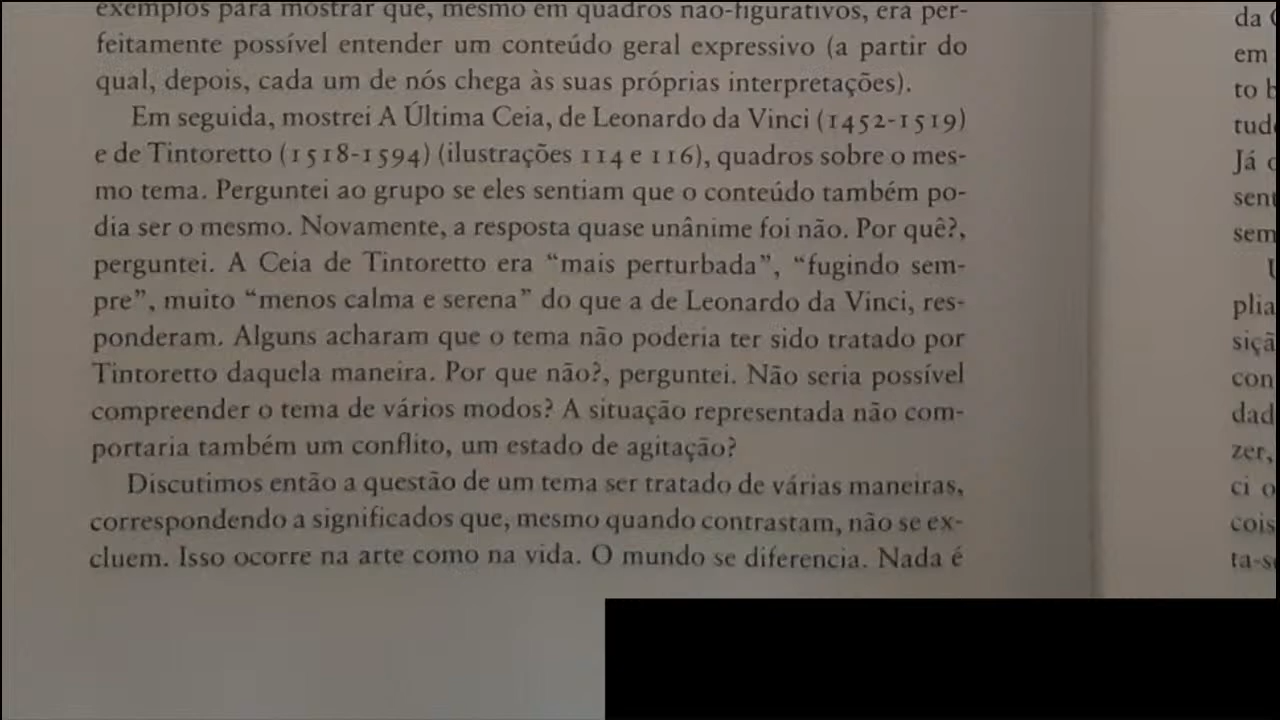 exemplos para mostrar que, mesmo em quadros não-figurativos, era per-
feitamente possível entender um conteúdo geral expressivo (a partir do
qual, depois, cada um de nós chega às suas próprias interpretações).
Em seguida, mostrei A Última Ceia, de Leonardo da Vinci (1452-1519)
e de Tintoretto (1518-1594) (ilustrações 114 e 116), quadros sobre o mes-
mo tema. Perguntei ao grupo se eles sentiam que o conteúdo também po-
dia ser o mesmo. Novamente, a resposta quase unânime foi não. Por quê?,
perguntei. A Ceia de Tintoretto era “mais perturbada”, “fugindo sem-
pre”, muito “menos calma e serena” do que a de Leonardo da Vinci, res-
ponderam. Alguns acharam que o tema não poderia ter sido tratado por
Tintoretto daquela maneira. Por que não?, perguntei. Não seria possível
compreender o tema de vários modos? A situação representada não com-
portaria também um conflito, um estado de agitação?
Discutimos então a questão de um tema ser tratado de várias maneiras,
correspondendo a significados que, mesmo quando contrastam, não se ex-
cluem. Isso ocorre na arte como na vida. O mundo se diferencia. Nada é
da
em
to
tud
Já
sent
sem
plia
siçã
con
dad
zer,
ci o
cois
ta-s